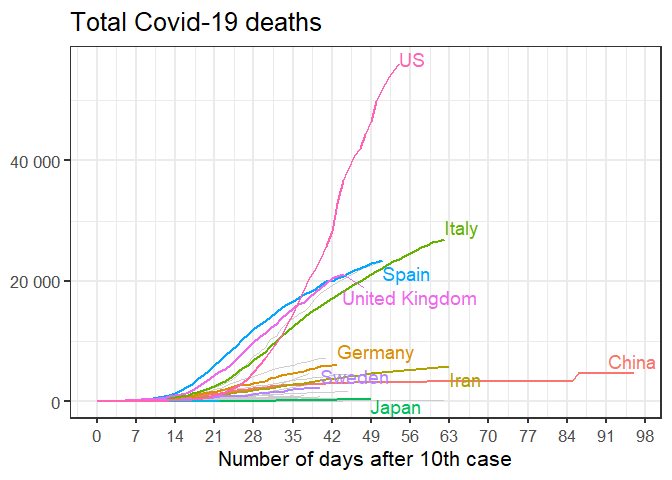 Total Covid-19 deaths
US
40 000
Italy
20 000
Spain
United Kingdom
Germany
China
Sweden
Iran
0
Japan
0 7 14 21 28 35 42 49 56 63 70 77 84 91 98
Number of days after 10th case